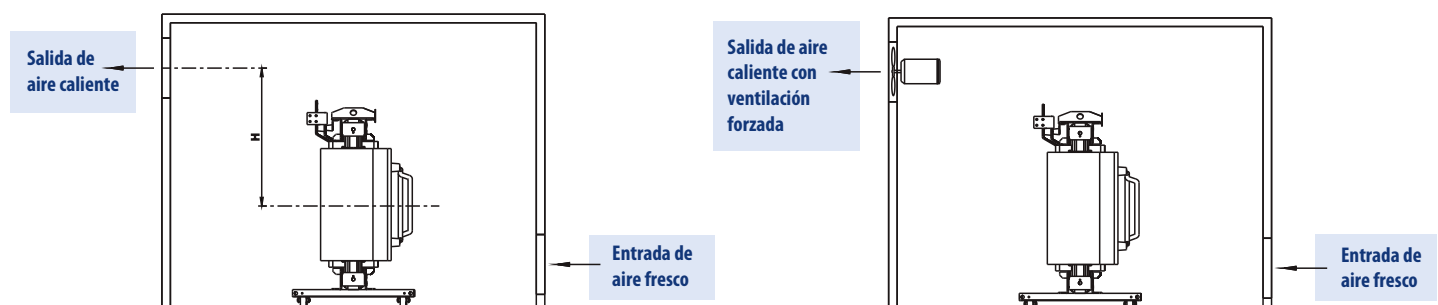 Salida de
aire caliente
H
Entrada de
aire fresco
Salida de aire
caliente con
ventilación
forzada
Entrada de
aire fresco